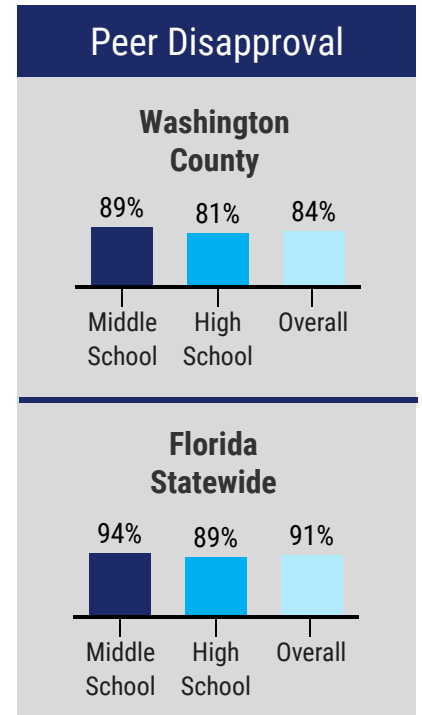 Peer Disapproval
Washington
County
89% 81% 84%
Middle High Overall
School School
Florida
Statewide
94% 89% 91%
Middle High Overall
School School